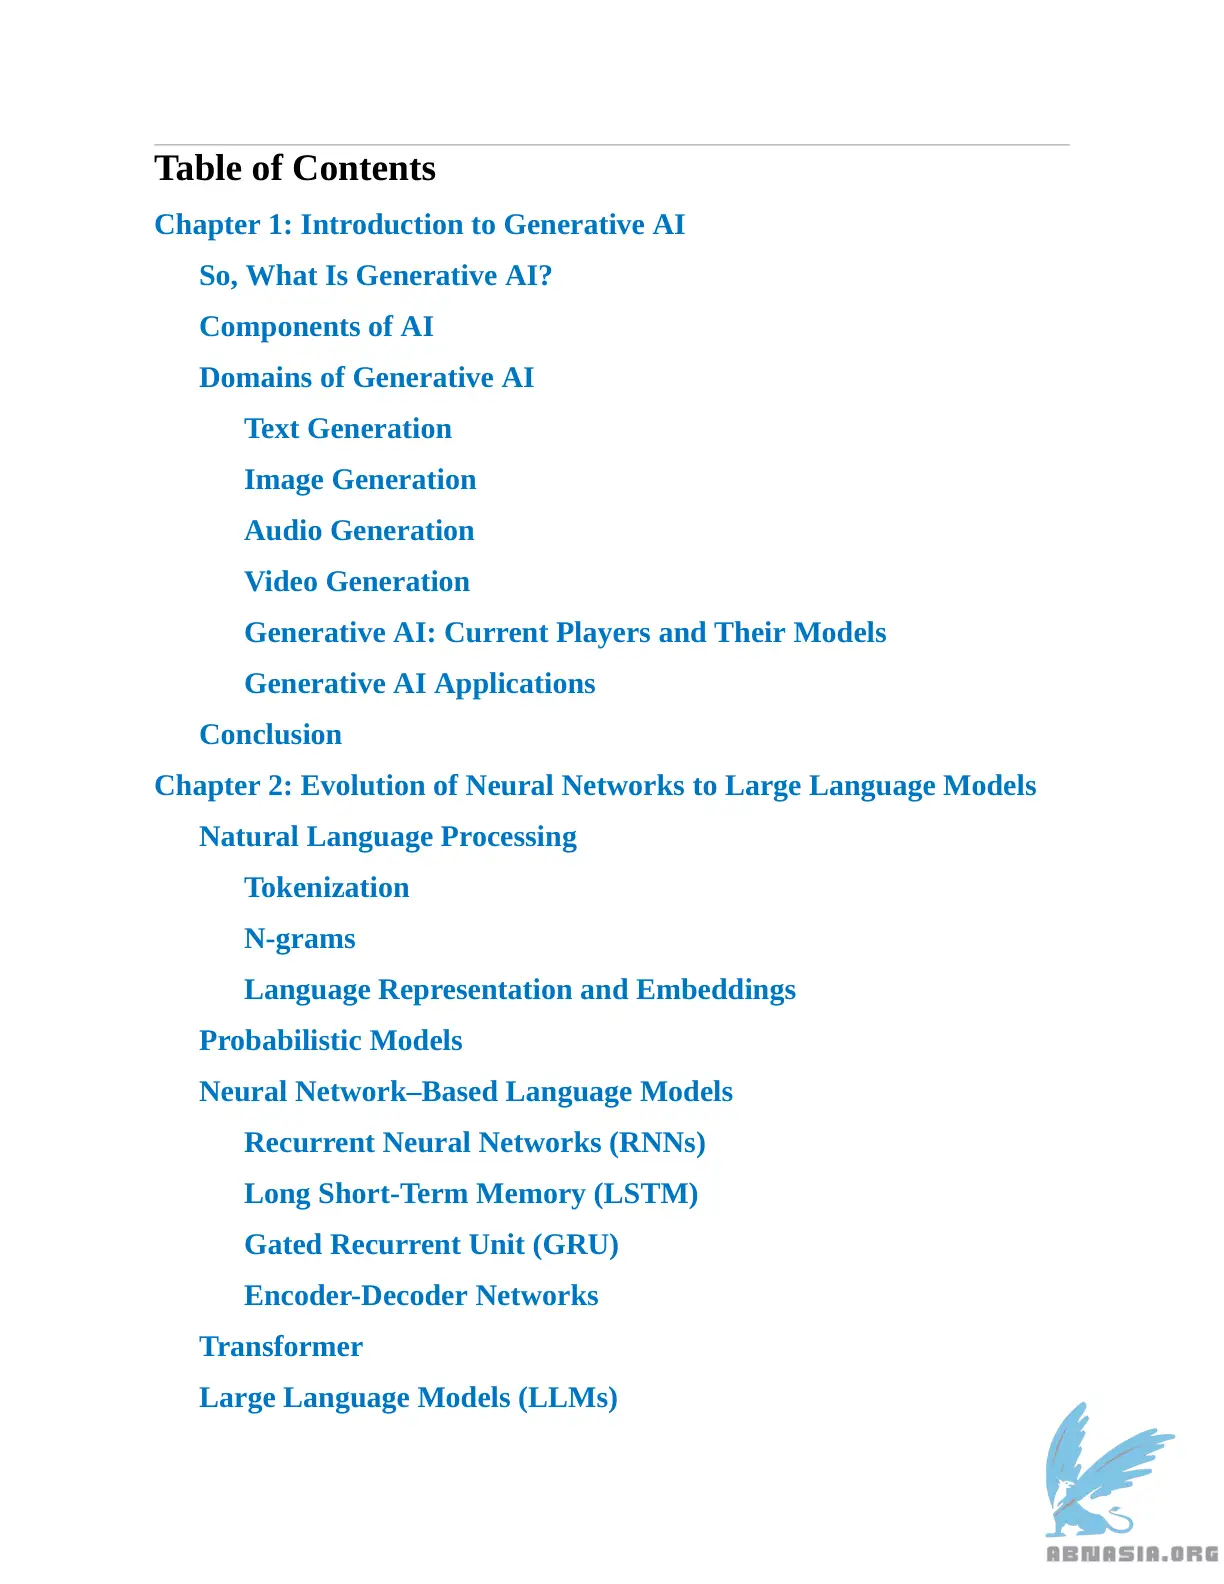 Table of Contents
Chapter 1: Introduction to Generative AI
So, What Is Generative AI?
Components of AI
Domains of Generative AI
Text Generation
Image Generation
Audio Generation
Video Generation
Generative AI: Current Players and Their Models
Generative AI Applications
Conclusion
Chapter 2: Evolution of Neural Networks to Large Language Models
Natural Language Processing
Tokenization
N-grams
Language Representation and Embeddings
Probabilistic Models
Neural Network–Based Language Models
Recurrent Neural Networks (RNNs)
Long Short-Term Memory (LSTM)
Gated Recurrent Unit (GRU)
Encoder-Decoder Networks
Transformer
Large Language Models (LLMs)
ABNASIA.ORG